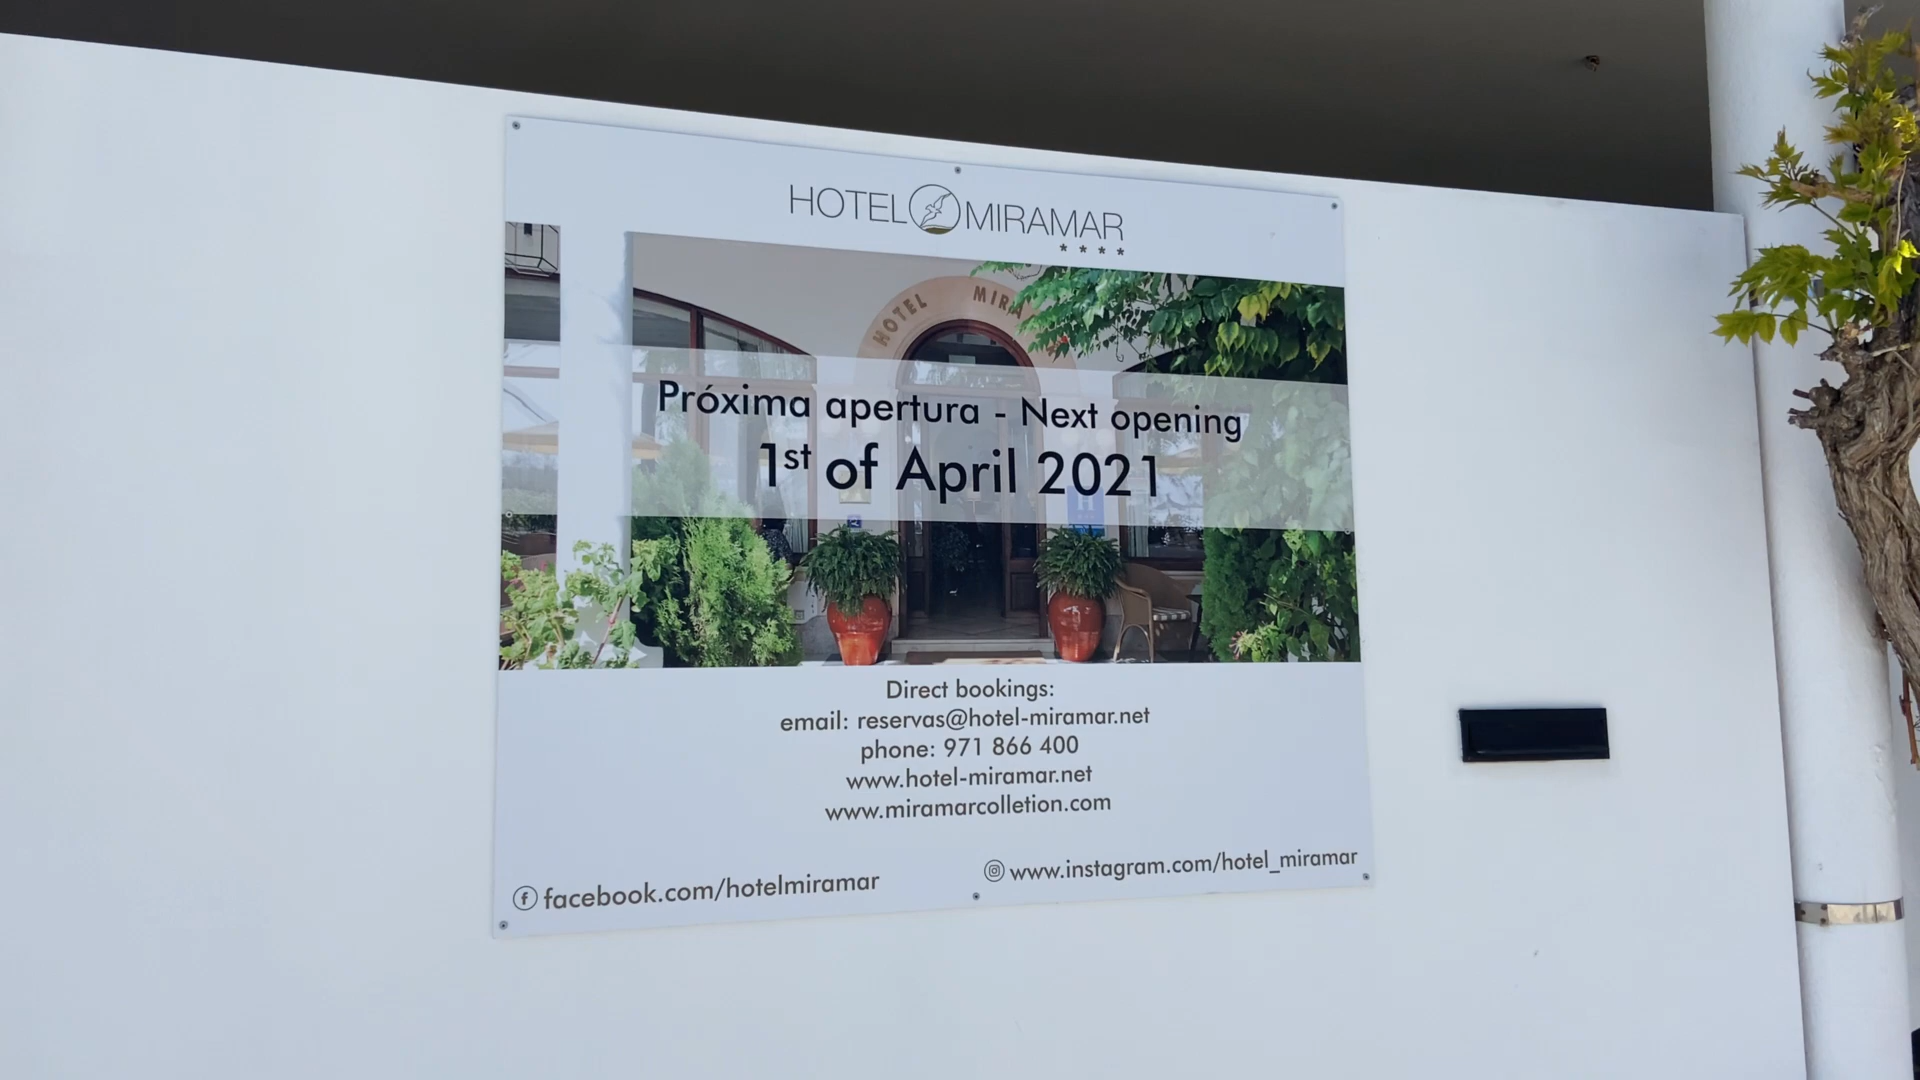 HOTEL MIRAMAR
****
HOTEL MIRA
Próxima apertura - Next opening
1st of April 2021
H
Direct bookings:
email: reservas@hotel-miramar.net
phone: 971 866 400
www.hotel-miramar.net
www.miramarcolletion.com
facebook.com/hotelmiramar
www.instagram.com/hotel_miramar